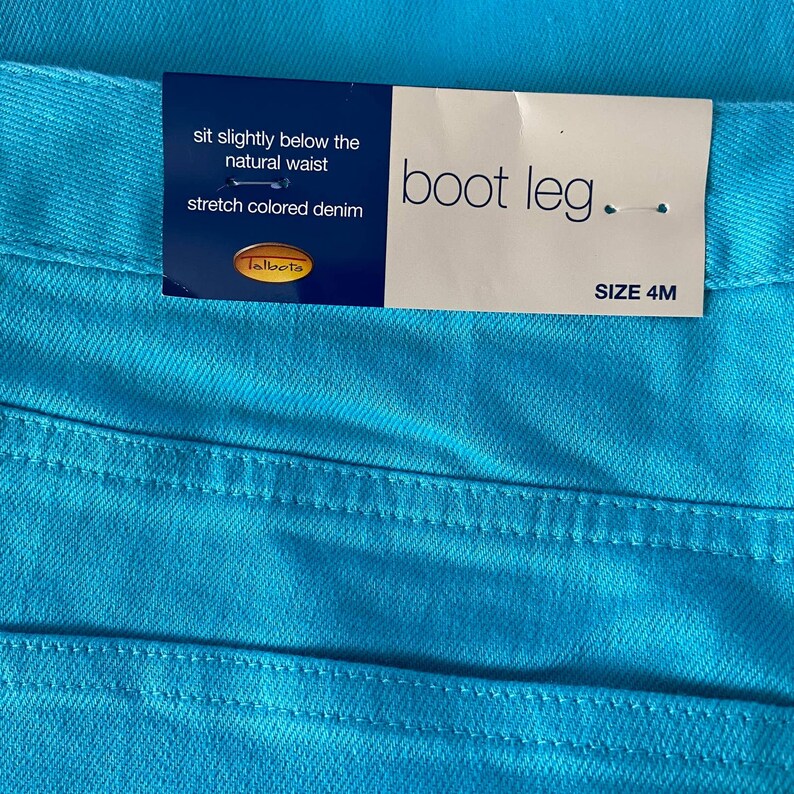 sit slightly below the
natural waist
stretch colored denim
Talbots
boot leg
SIZE 4M